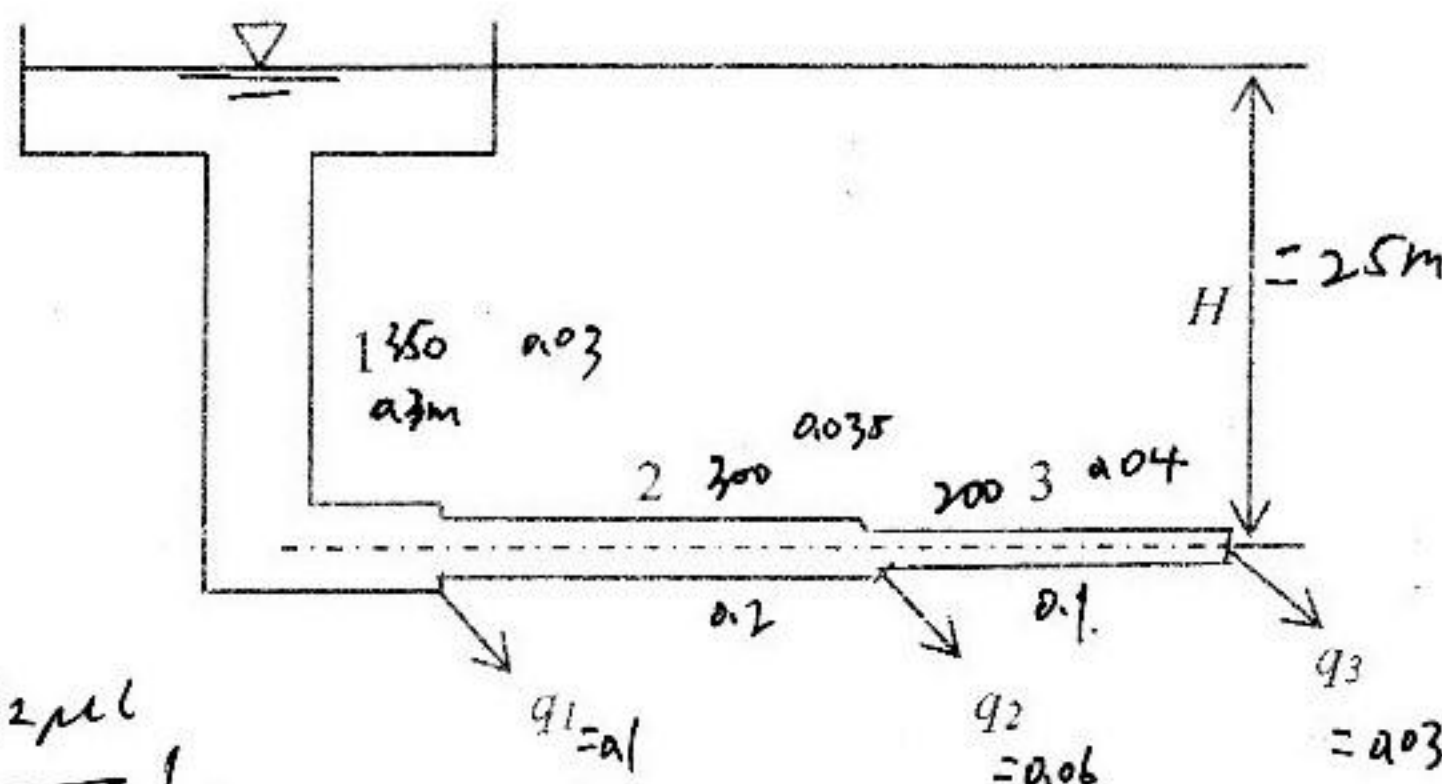 = 25m
H
1 350 0.03
0.3m
0.035
2 300
200 3 0.04
0.2
0.1.
q1 = 0.1
q2 = 0.06
q3 = 0.03